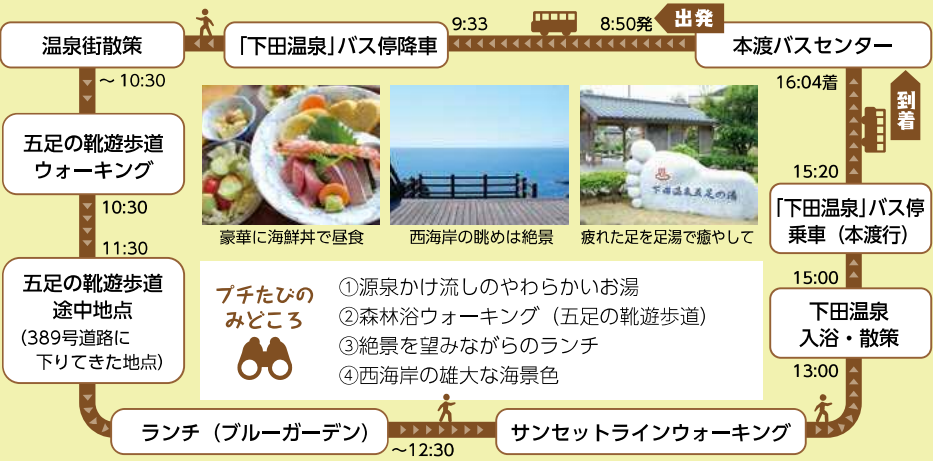 出発
本渡バスセンター
8:50発
9:33
「下田温泉」バス停降車
温泉街散策
～10:30
五足の靴遊歩道
ウォーキング
10:30
11:30
五足の靴遊歩道
途中地点
（389号道路に
下りてきた地点）
ランチ（ブルーガーデン）
～12:30
サンセットラインウォーキング
13:00
下田温泉
入浴・散策
15:00
「下田温泉」バス停
乗車（本渡行）
15:20
16:04着
到着
豪華に海鮮丼で昼食
西海岸の眺めは絶景
下田温泉五足の湯
疲れた足を足湯で癒やして
プチたびの
みどころ
①源泉かけ流しのやわらかいお湯
②森林浴ウォーキング（五足の靴遊歩道）
③絶景を望みながらのランチ
④西海岸の雄大な海景色